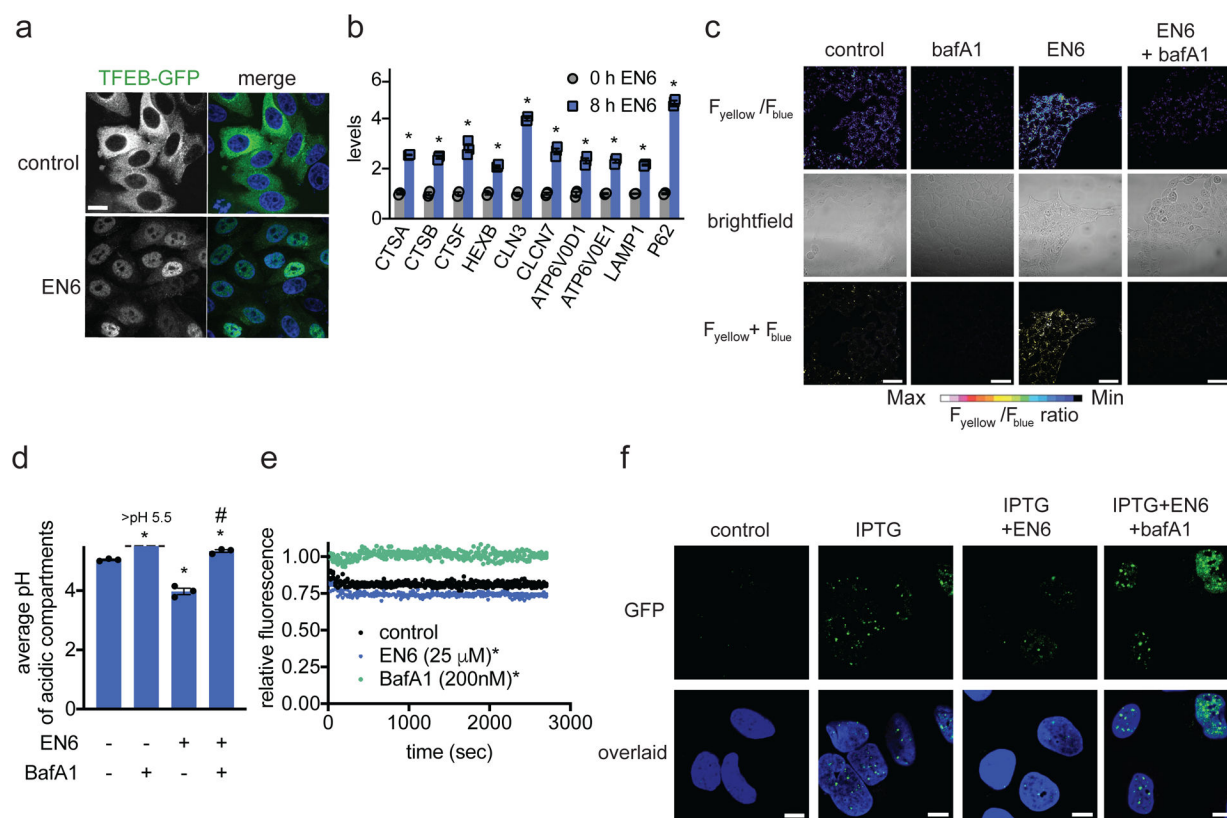 a
TFEB-GFP merge
control
EN6
b
levels
6
4
2
0
0 h EN6
8 h EN6
* * * * * * * * * *
CTSA
CTSB
CTSF
HEXB
CLN3
CLCN7
ATP6V0D1
ATP6V0E1
LAMP1
P62
c
control bafA1 EN6 EN6
+ bafA1
Fyellow /Fblue
brightfield
Fyellow+ Fblue
Max Min
Fyellow /Fblue ratio
d
average pH
of acidic compartments
4
0
>pH 5.5
* * # *
EN6 - - + +
BafA1 - + - +
e
relative fluorescence
1.00
0.75
0.50
0.25
0.00
control
EN6 (25 μM)*
BafA1 (200nM)*
0 1000 2000 3000
time (sec)
f
control IPTG IPTG
+EN6 IPTG+EN6
+bafA1
GFP
overlaid